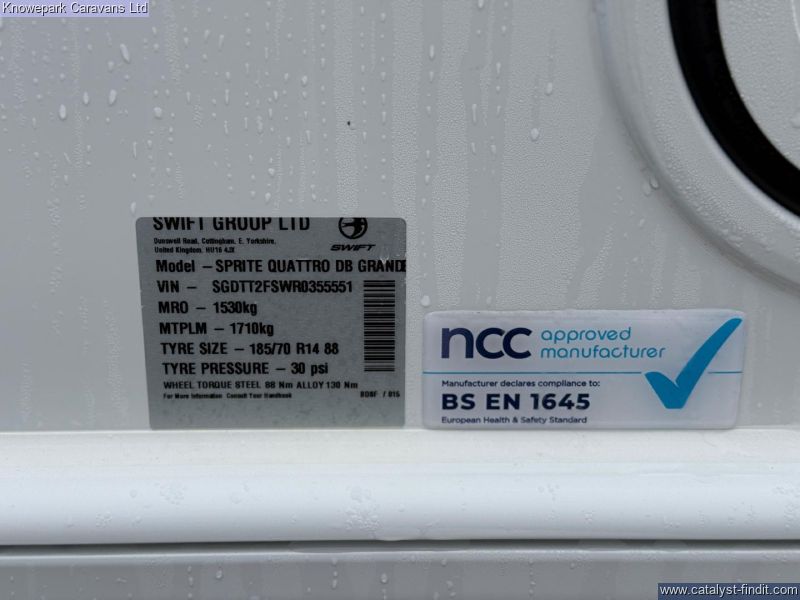 Knowepark Caravans Ltd
SWIFT GROUP LTD
Dunswell Road, Cottingham, E. Yorkshire,
United Kingdom, HU16 4JX
SWIFT
Model – SPRITE QUATTRO DB GRANDE
VIN – SGDTT2FSWR0355551
MRO – 1530kg
MTPLM – 1710kg
TYRE SIZE – 185/70 R14 88
TYRE PRESSURE – 30 psi
WHEEL TORQUE STEEL 88 Nm ALLOY 130 Nm
For More Information Consult Your Handbook
ncc approved
manufacturer
Manufacturer declares compliance to:
BS EN 1645
European Health & Safety Standard
www.catalyst-findit.com